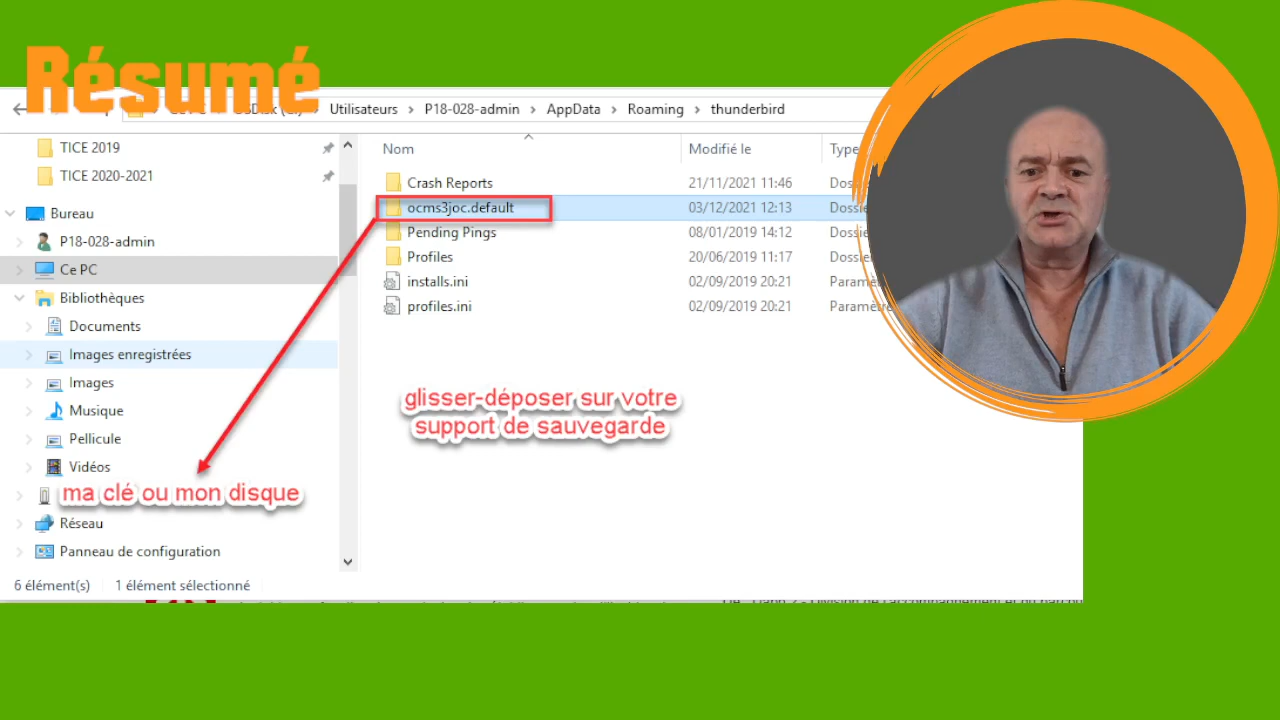 Résumé
Utilisateurs > P18-028-admin > AppData > Roaming > thunderbird
TICE 2019
TICE 2020-2021
Bureau
P18-028-admin
Ce PC
Bibliothèques
Documents
Images enregistrées
Images
Musique
Pellicule
Vidéos
ma clé ou mon disque
Réseau
Panneau de configuration
Nom Modifié le Type
Crash Reports 21/11/2021 11:46
ocms3joc.default 03/12/2021 12:13
Pending Pings 08/01/2019 14:12
Profiles 20/06/2019 11:17
installs.ini 02/09/2019 20:21
profiles.ini 02/09/2019 20:21
glisser-déposer sur votre
support de sauvegarde
6 élément(s) 1 élément sélectionné